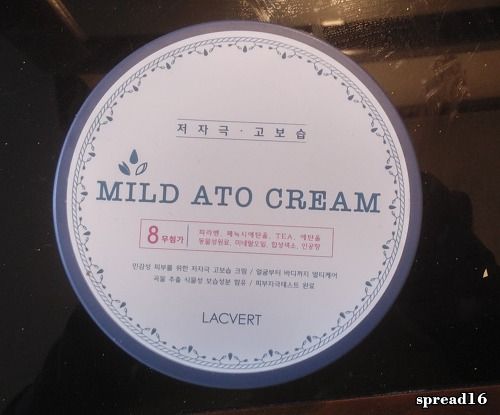 저자극 · 고보습
MILD ATO CREAM
8무첨가
파라벤, 페녹시에탄올, TEA, 에탄올
동물성원료, 미네랄오일, 합성색소, 인공향
민감성 피부를 위한 저자극 고보습 크림 / 얼굴부터 바디까지 멀티케어
곡물 추출 식물성 보습성분 함유 / 피부자극테스트 완료
LACVERT
spread16